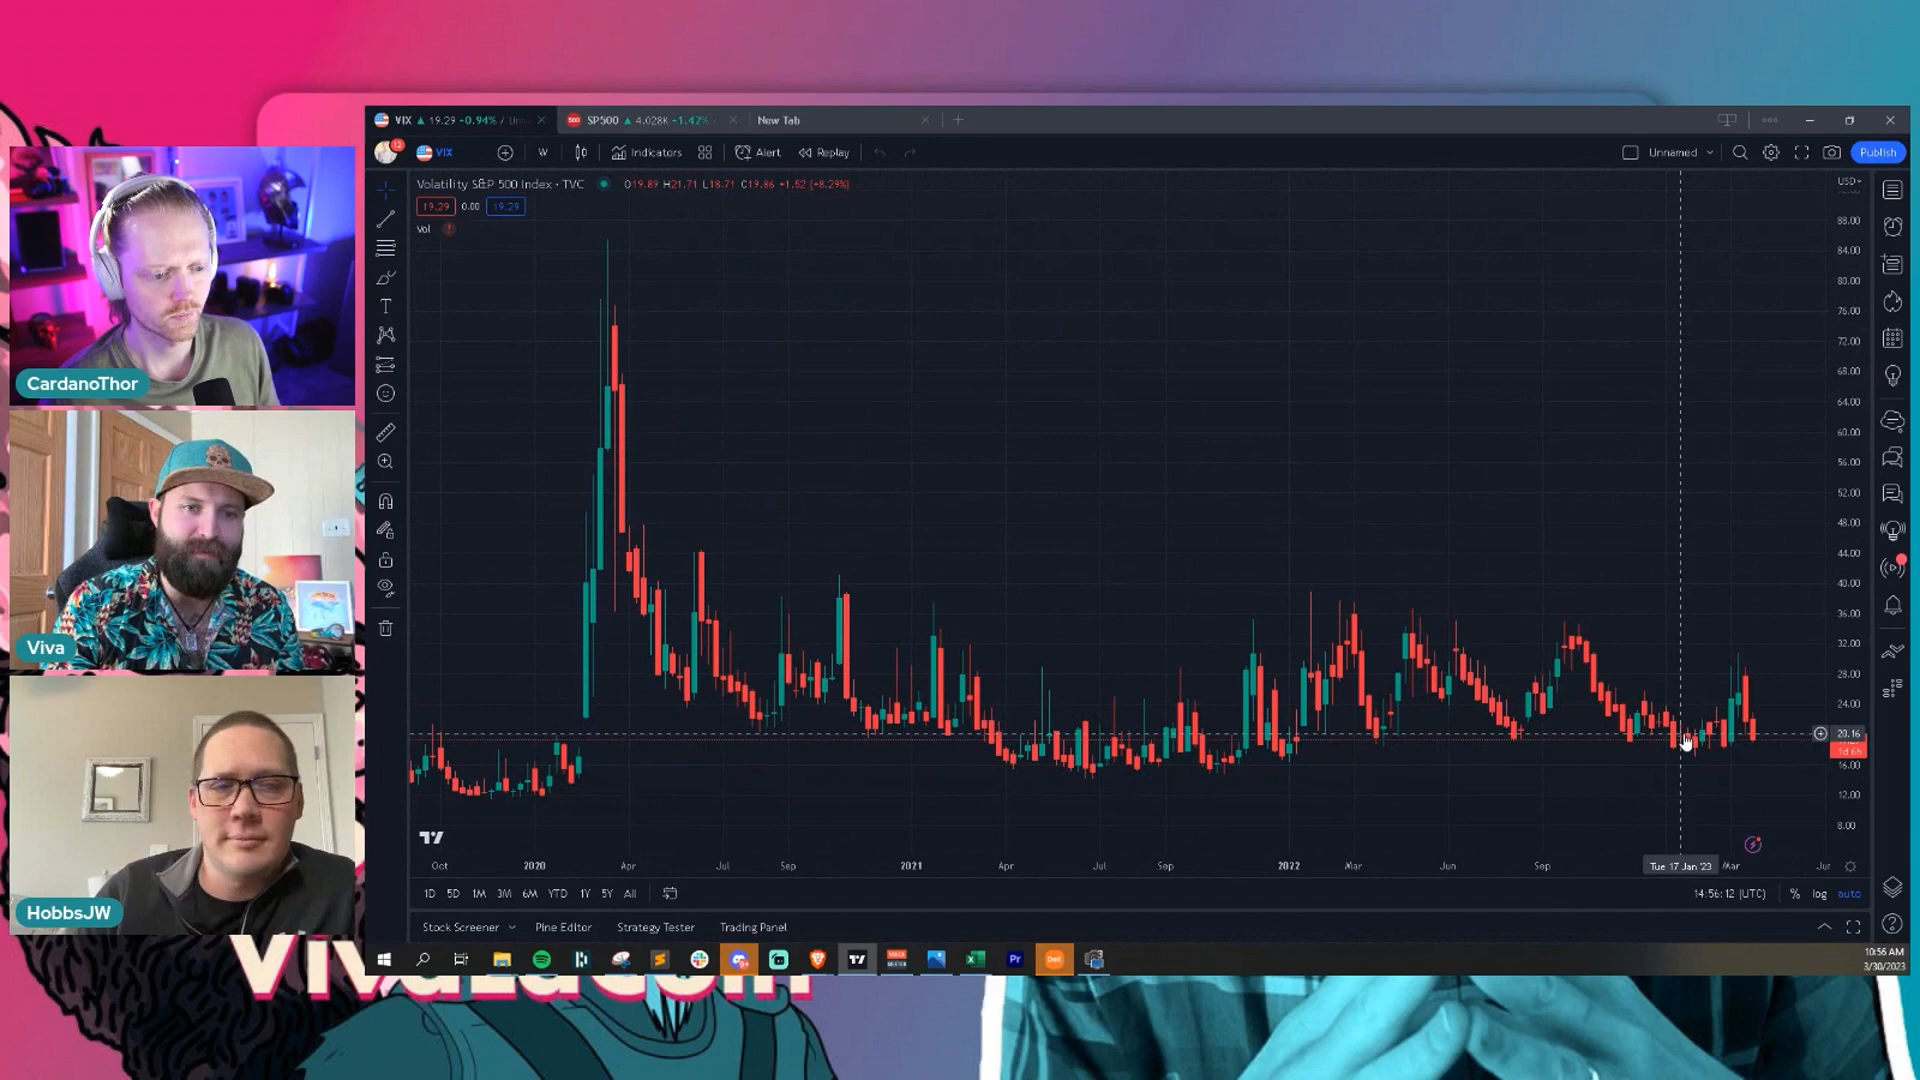 VIX ▲ 19.29 +0.94% / Un
SP500 ▲ 4.028K −1.42% /
New Tab
12
VIX
W
Indicators
Alert
Replay
Unnamed
Publish
Volatility S&P 500 Index · TVC
O19.89 H21.71 L18.71 C19.86 +1.52 (+8.29%)
USD
19.29 0.00 19.29
Vol
88.00
84.00
80.00
76.00
72.00
68.00
64.00
60.00
56.00
52.00
48.00
44.00
40.00
36.00
32.00
28.00
24.00
20.16
1d 6h
16.00
12.00
8.00
Oct 2020 Apr Jul Sep 2021 Apr Jul Sep 2022 Mar Jun Sep Tue 17 Jan '23 Mar Jun
1D 5D 1M 3M 6M YTD 1Y 5Y All
14:56:12 (UTC) % log auto
Stock Screener Pine Editor Strategy Tester Trading Panel
10:56 AM
3/30/2023
CardanoThor
Viva
HobbsJW